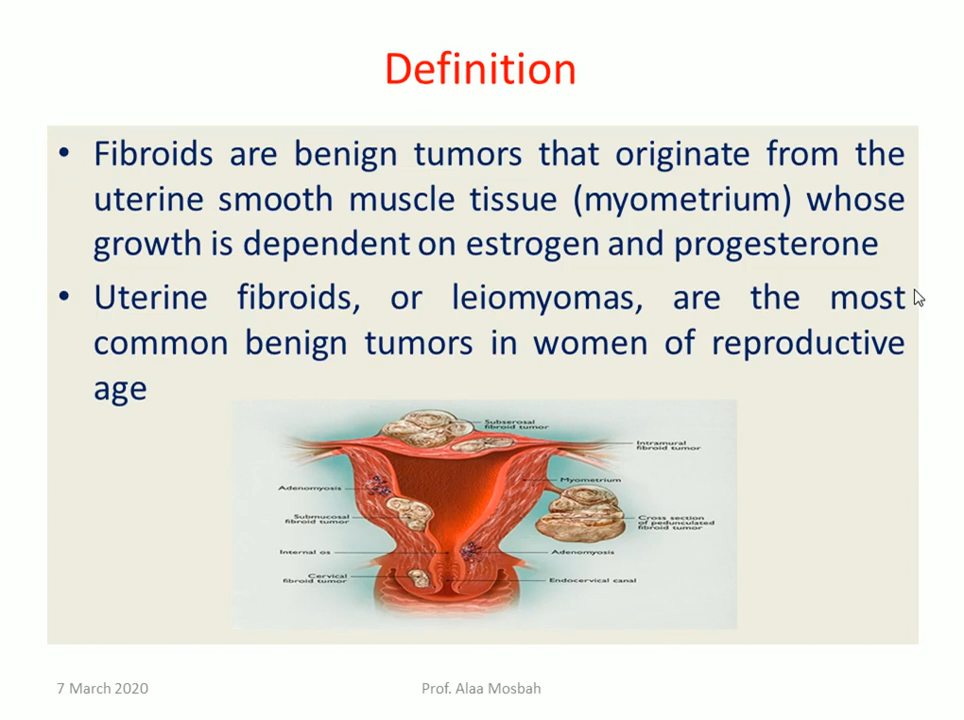 Definition
• Fibroids are benign tumors that originate from the
uterine smooth muscle tissue (myometrium) whose
growth is dependent on estrogen and progesterone
• Uterine fibroids, or leiomyomas, are the most
common benign tumors in women of reproductive
age
Subserosal
fibroid tumor
Intramural
fibroid tumor
Myometrium
Adenomyosis
Submucosal
fibroid tumor
Cross section
of pedunculated
fibroid tumor
Internal os
Adenomyosis
Cervical
fibroid tumor
Endocervical canal
7 March 2020
Prof. Alaa Mosbah